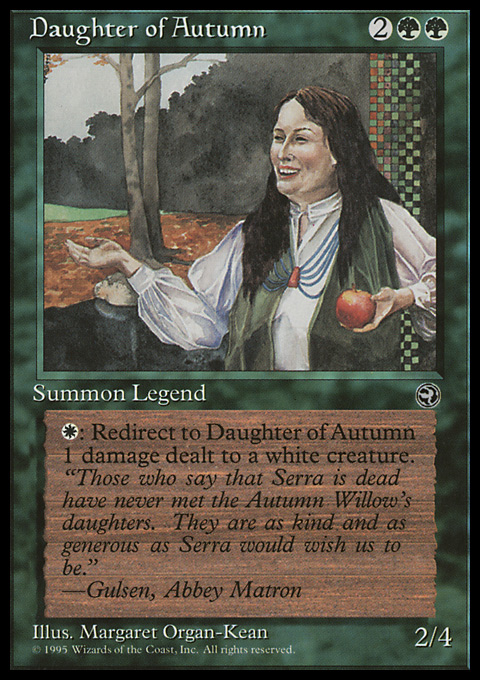 Daughter of Autumn 2
Summon Legend
: Redirect to Daughter of Autumn
1 damage dealt to a white creature.
“Those who say that Serra is dead
have never met the Autumn Willow's
daughters. They are as kind and as
generous as Serra would wish us to
be.”
—Gulsen, Abbey Matron
Illus. Margaret Organ-Kean
© 1995 Wizards of the Coast, Inc. All rights reserved.
2/4